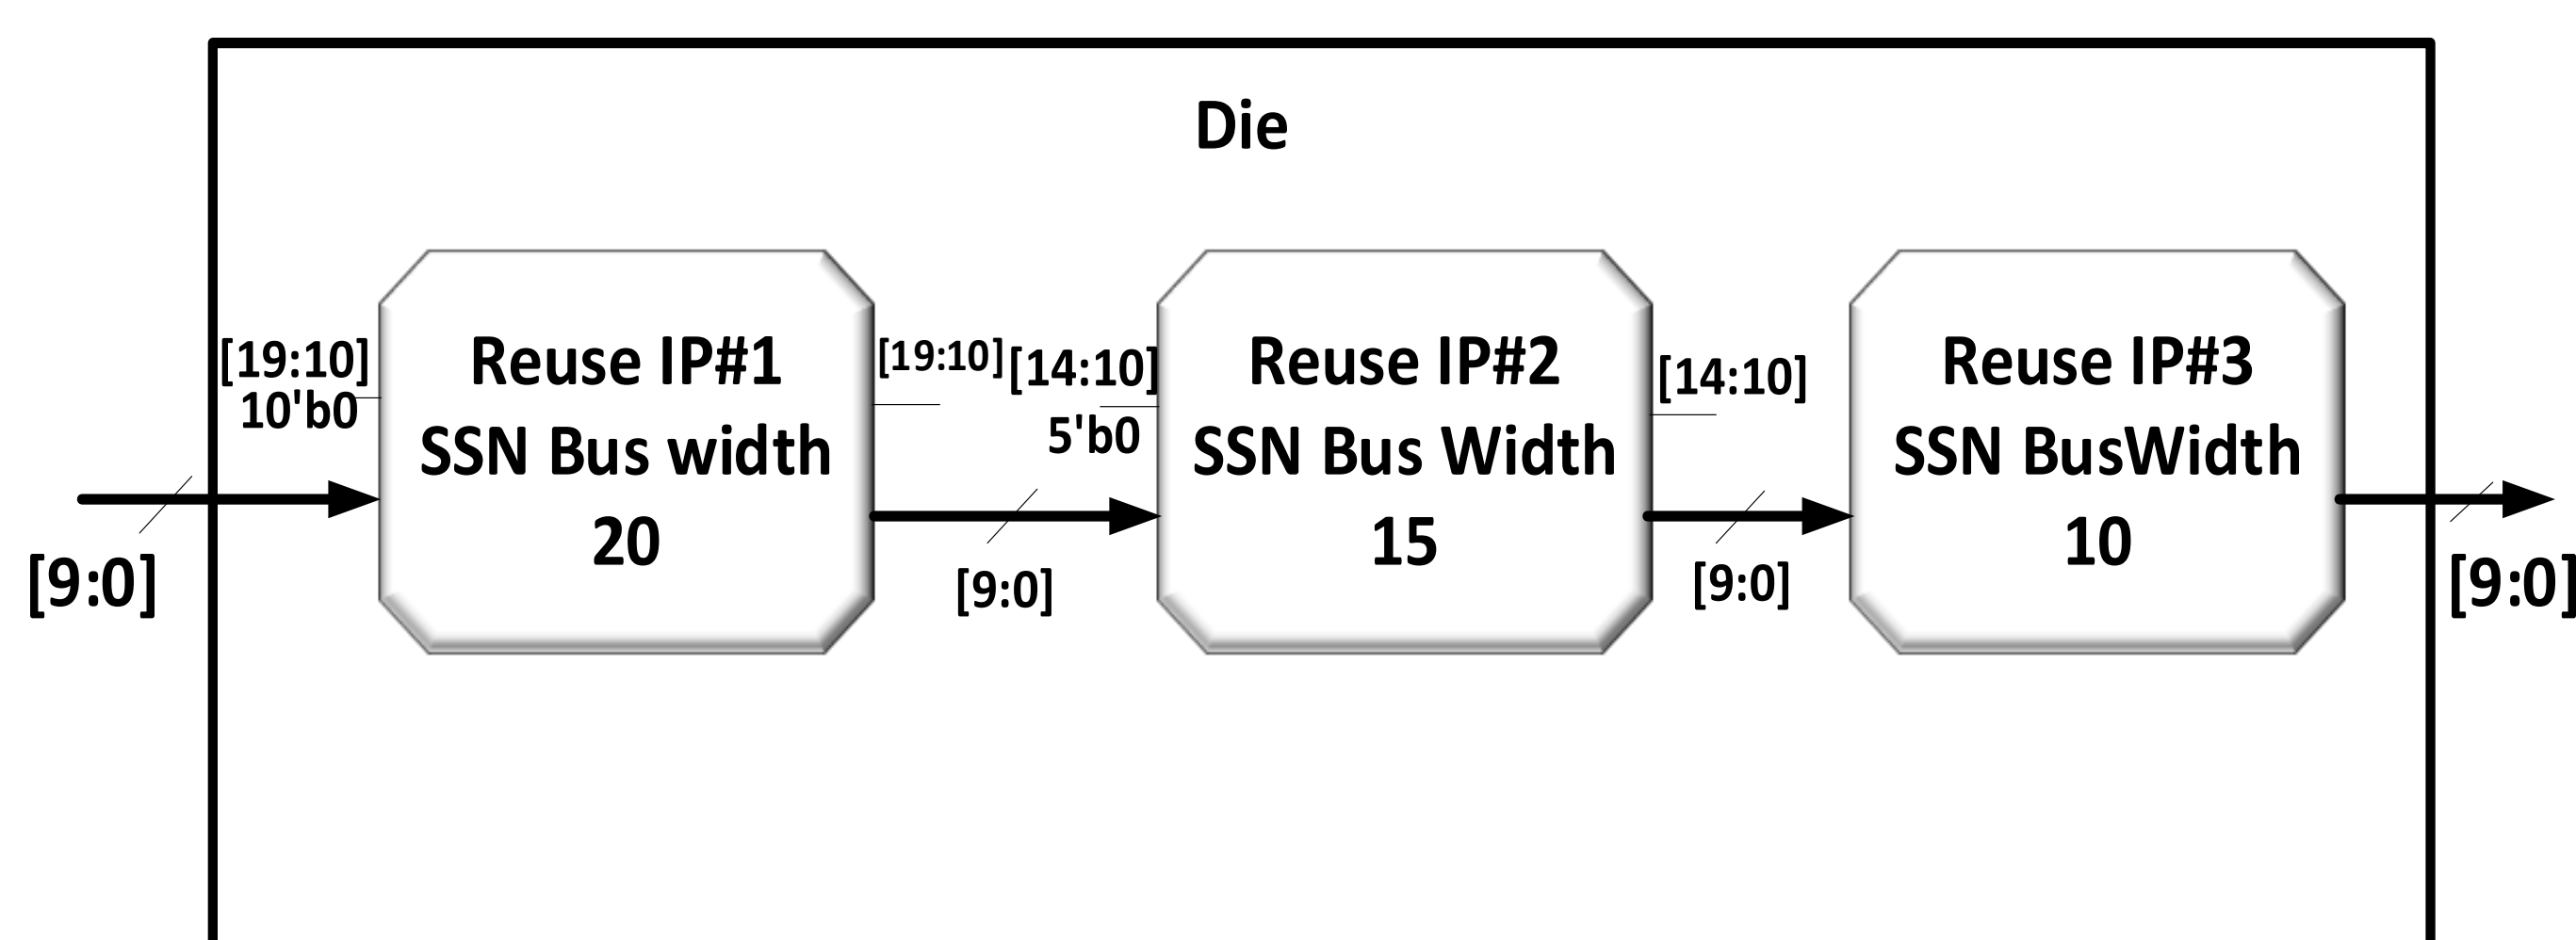 Die
[19:10]
10'b0
Reuse IP#1
SSN Bus width
20
[19:10]
[14:10]
5'b0
Reuse IP#2
SSN Bus Width
15
[14:10]
Reuse IP#3
SSN BusWidth
10
[9:0]
[9:0]
[9:0]
[9:0]